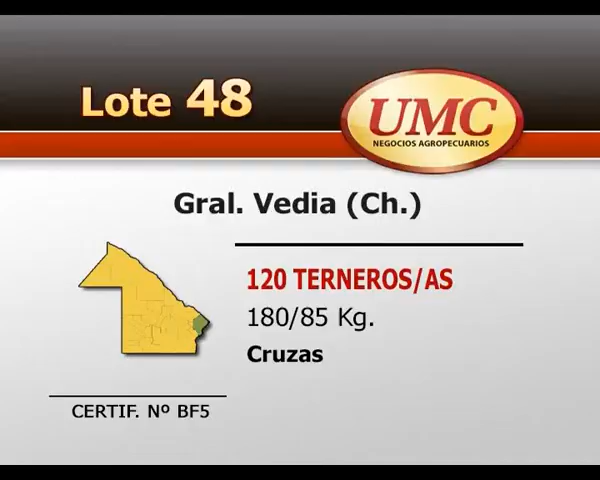 Lote 48
UMC
NEGOCIOS AGROPECUARIOS
Gral. Vedia (Ch.)
120 TERNEROS/AS
180/85 Kg.
Cruzas
CERTIF. Nº BF5